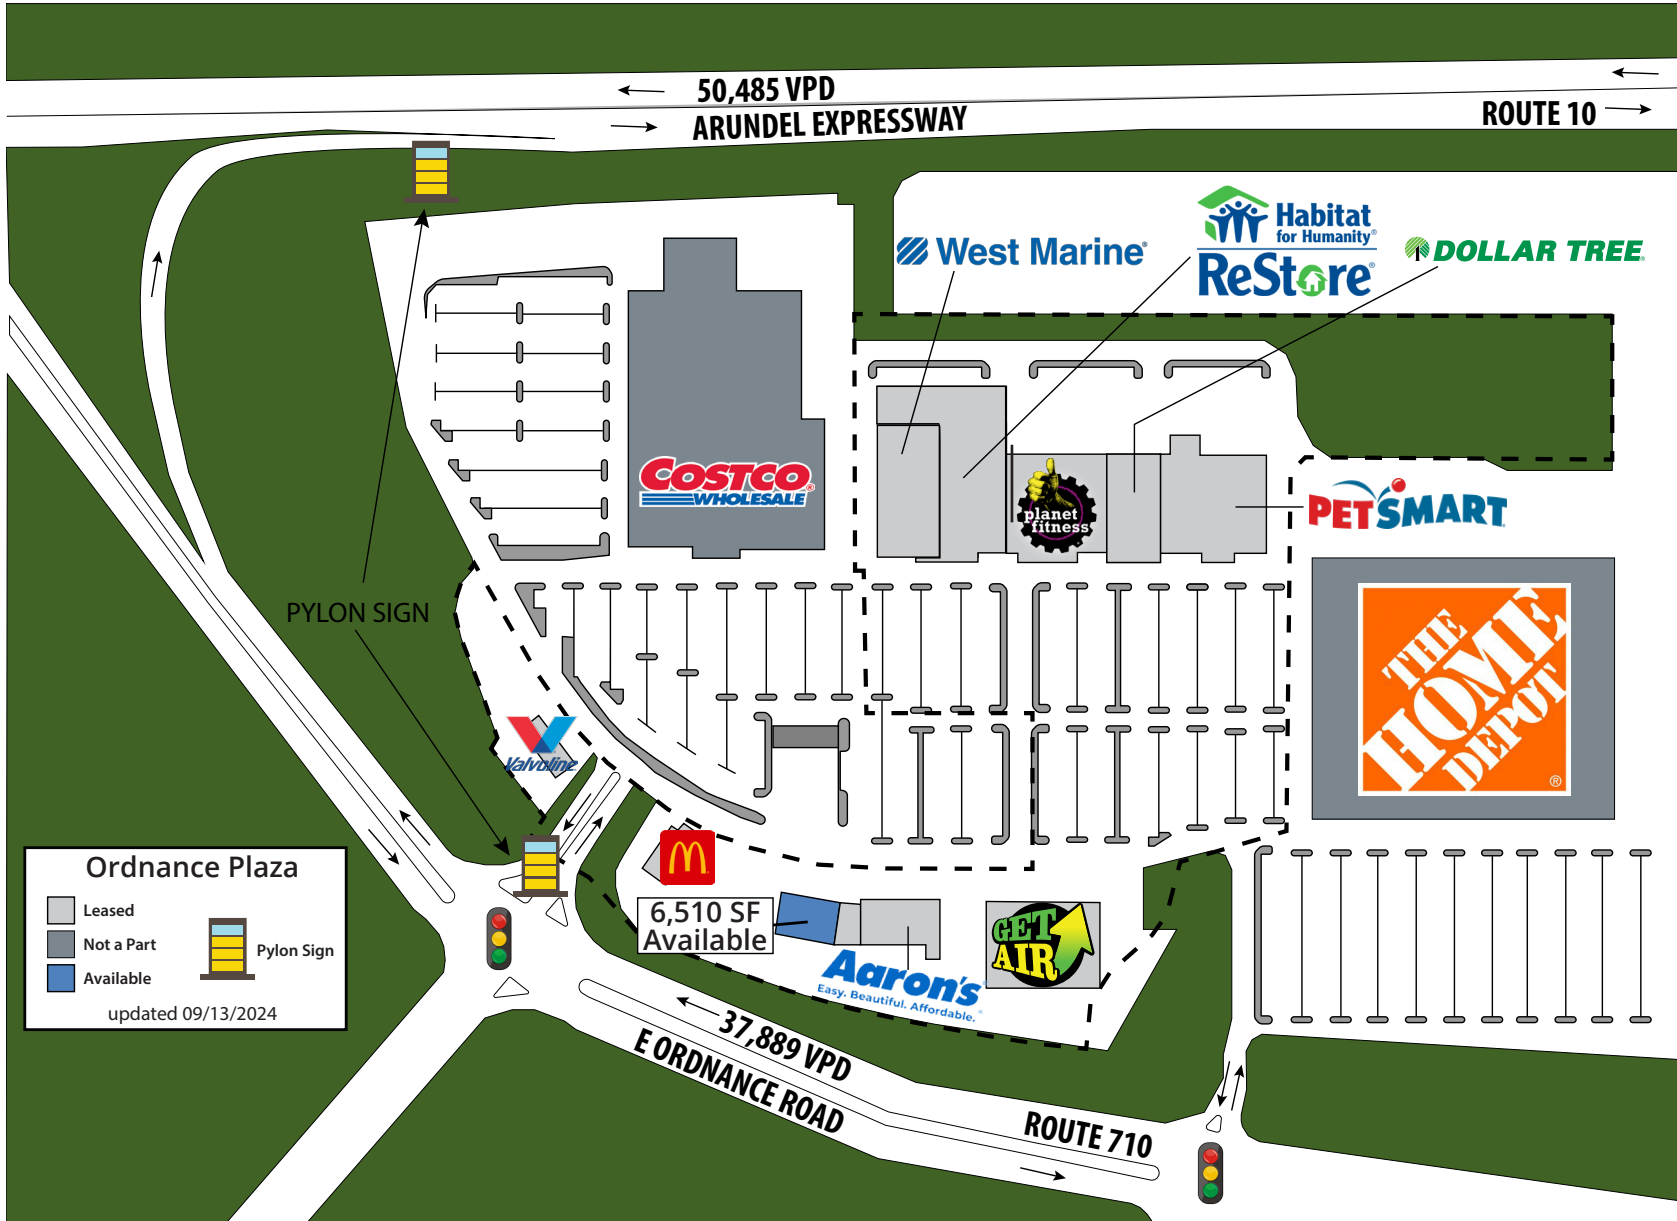 50,485 VPD
ARUNDEL EXPRESSWAY
ROUTE 10
West Marine®
Habitat
for Humanity®
ReStore®
DOLLAR TREE®
COSTCO®
WHOLESALE
planet
fitness
PETSMART
THE
HOME
DEPOT
®
PYLON SIGN
Valvoline
M
6,510 SF
Available
Aaron's
Easy. Beautiful. Affordable.
GET
AIR
Ordnance Plaza
Leased
Not a Part
Available
Pylon Sign
updated 09/13/2024
37,889 VPD
E ORDNANCE ROAD
ROUTE 710